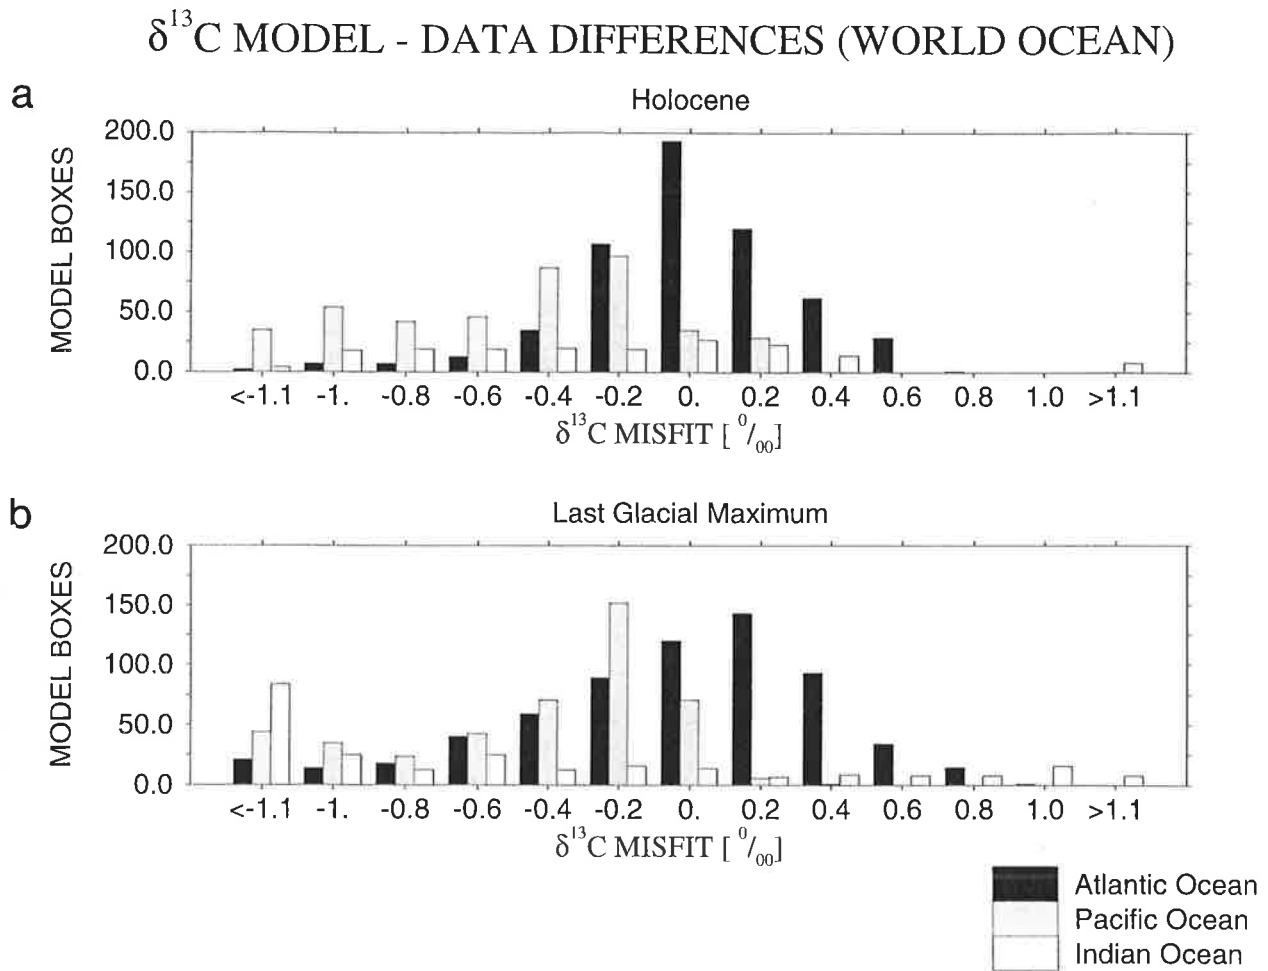 δ¹³C MODEL - DATA DIFFERENCES (WORLD OCEAN)
a
Holocene
MODEL BOXES
200.0
150.0
100.0
50.0
0.0
<-1.1 -1. -0.8 -0.6 -0.4 -0.2 0. 0.2 0.4 0.6 0.8 1.0 >1.1
δ¹³C MISFIT [ ⁰/₀₀]
b
Last Glacial Maximum
MODEL BOXES
200.0
150.0
100.0
50.0
0.0
<-1.1 -1. -0.8 -0.6 -0.4 -0.2 0. 0.2 0.4 0.6 0.8 1.0 >1.1
δ¹³C MISFIT [ ⁰/₀₀]
Atlantic Ocean
Pacific Ocean
Indian Ocean